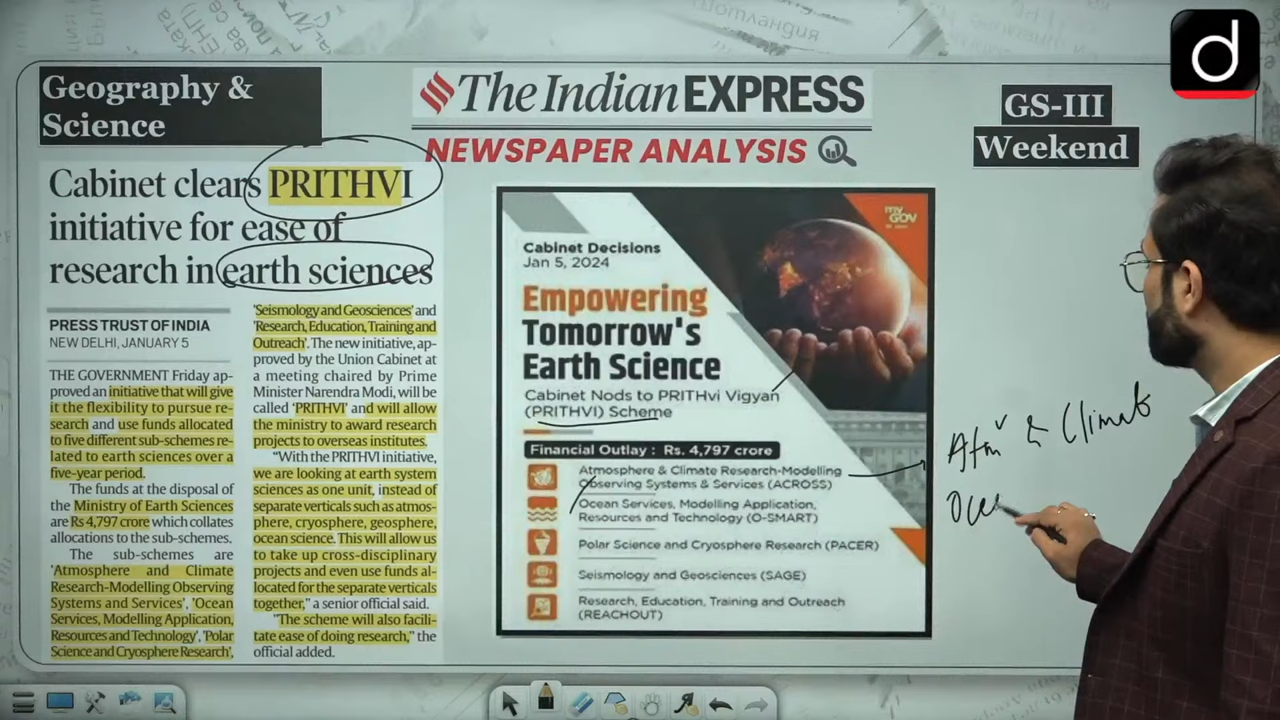 Geography &
Science
The Indian EXPRESS
NEWSPAPER ANALYSIS
GS-III
Weekend
d
Cabinet clears PRITHVI
initiative for ease of
research in earth sciences
PRESS TRUST OF INDIA
NEW DELHI, JANUARY 5
THE GOVERNMENT Friday ap-
proved an initiative that will give
it the flexibility to pursue re-
search and use funds allocated
to five different sub-schemes re-
lated to earth sciences over a
five-year period.
The funds at the disposal of
the Ministry of Earth Sciences
are Rs 4,797 crore which collates
allocations to the sub-schemes.
The sub-schemes are
'Atmosphere and Climate
Research-Modelling Observing
Systems and Services', 'Ocean
Services, Modelling Application,
Resources and Technology', 'Polar
Science and Cryosphere Research',
'Seismology and Geosciences' and
'Research, Education, Training and
Outreach'. The new initiative, ap-
proved by the Union Cabinet at
a meeting chaired by Prime
Minister Narendra Modi, will be
called 'PRITHVI' and will allow
the ministry to award research
projects to overseas institutes.
"With the PRITHVI initiative,
we are looking at earth system
sciences as one unit, instead of
separate verticals such as atmos-
phere, cryosphere, geosphere,
ocean science. This will allow us
to take up cross-disciplinary
projects and even use funds al-
located for the separate verticals
together," a senior official said.
"The scheme will also facili-
tate ease of doing research," the
official added.
my
GOV
Cabinet Decisions
Jan 5, 2024
Empowering
Tomorrow's
Earth Science
Cabinet Nods to PRITHvi Vigyan
(PRITHVI) Scheme
Financial Outlay: Rs. 4,797 crore
Atmosphere & Climate Research-Modelling
Observing Systems & Services (ACROSS)
Ocean Services, Modelling Application,
Resources and Technology (O-SMART)
Polar Science and Cryosphere Research (PACER)
Seismology and Geosciences (SAGE)
Research, Education, Training and Outreach
(REACHOUT)
Atm & Climate
Ocea